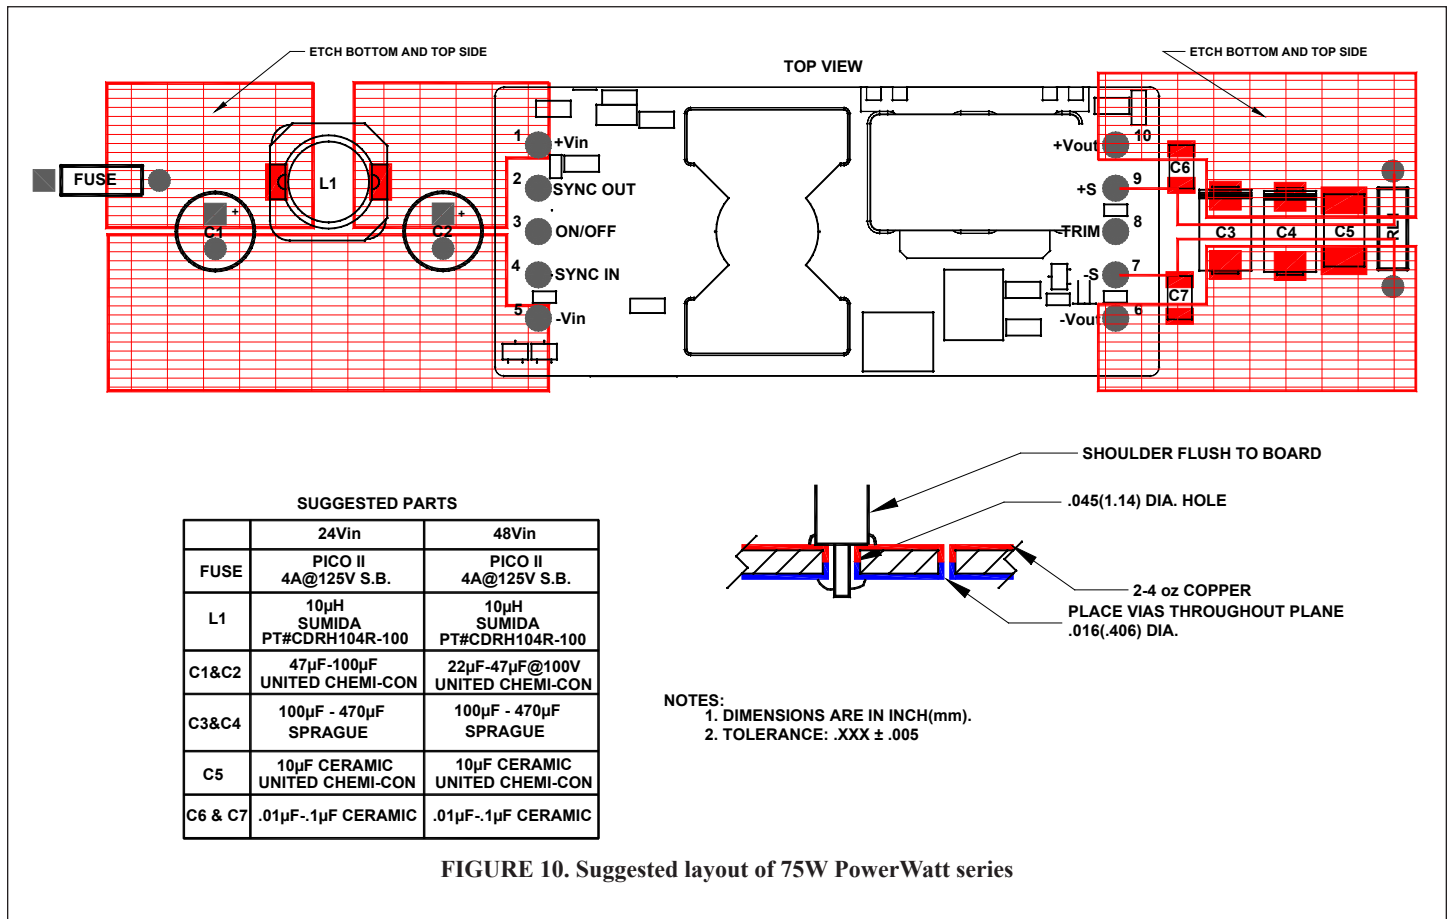 ETCH BOTTOM AND TOP SIDE
ETCH BOTTOM AND TOP SIDE
TOP VIEW
FUSE
L1
C1
+
C2
+
1
+Vin
2
SYNC OUT
3
ON/OFF
4
SYNC IN
5
-Vin
10
+Vout
9
+S
8
TRIM
7
-S
6
-Vout
C6
C7
C3
C4
C5
RL1
SHOULDER FLUSH TO BOARD
.045(1.14) DIA. HOLE
2-4 oz COPPER
PLACE VIAS THROUGHOUT PLANE
.016(.406) DIA.
SUGGESTED PARTS
24Vin 48Vin
FUSE
PICO II
4A@125V S.B.
PICO II
4A@125V S.B.
L1
10µH
SUMIDA
PT#CDRH104R-100
10µH
SUMIDA
PT#CDRH104R-100
C1&C2
47µF-100µF
UNITED CHEMI-CON
22µF-47µF@100V
UNITED CHEMI-CON
C3&C4
100µF - 470µF
SPRAGUE
100µF - 470µF
SPRAGUE
C5
10µF CERAMIC
UNITED CHEMI-CON
10µF CERAMIC
UNITED CHEMI-CON
C6 & C7 .01µF-.1µF CERAMIC .01µF-.1µF CERAMIC
NOTES:
1. DIMENSIONS ARE IN INCH(mm).
2. TOLERANCE: .XXX ± .005
FIGURE 10. Suggested layout of 75W PowerWatt series